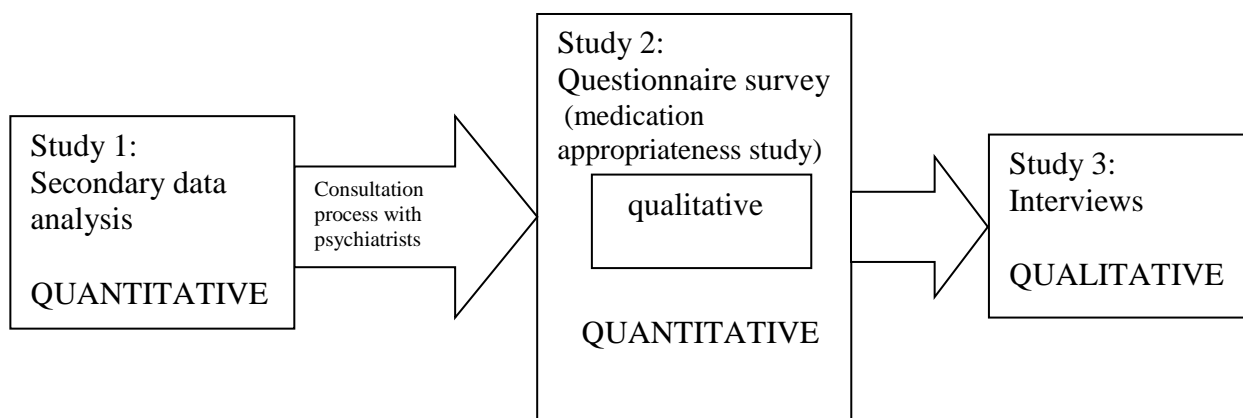 Study 1:
Secondary data
analysis
QUANTITATIVE
Consultation
process with
psychiatrists
Study 2:
Questionnaire survey
(medication
appropriateness study)
qualitative
QUANTITATIVE
Study 3:
Interviews
QUALITATIVE